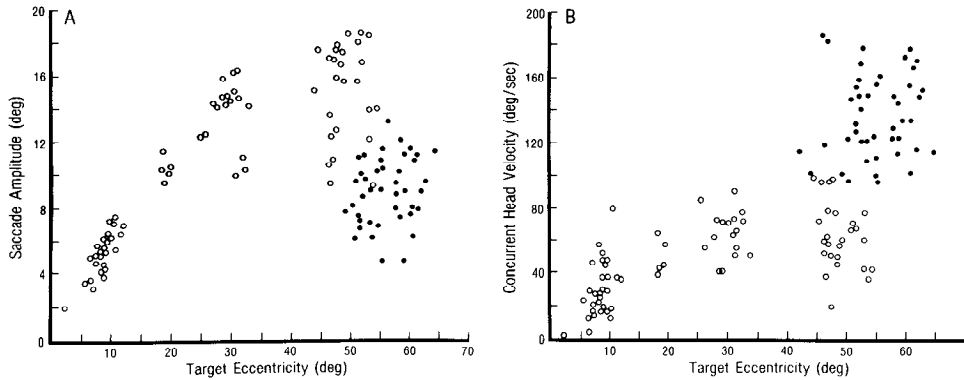 A
20
16
12
8
4
0
Saccade Amplitude (deg)
10 20 30 40 50 60 70
Target Eccentricity (deg)
B
200
160
120
80
40
0
Concurrent Head Velocity (deg/sec)
10 20 30 40 50 60
Target Eccentricity (deg)